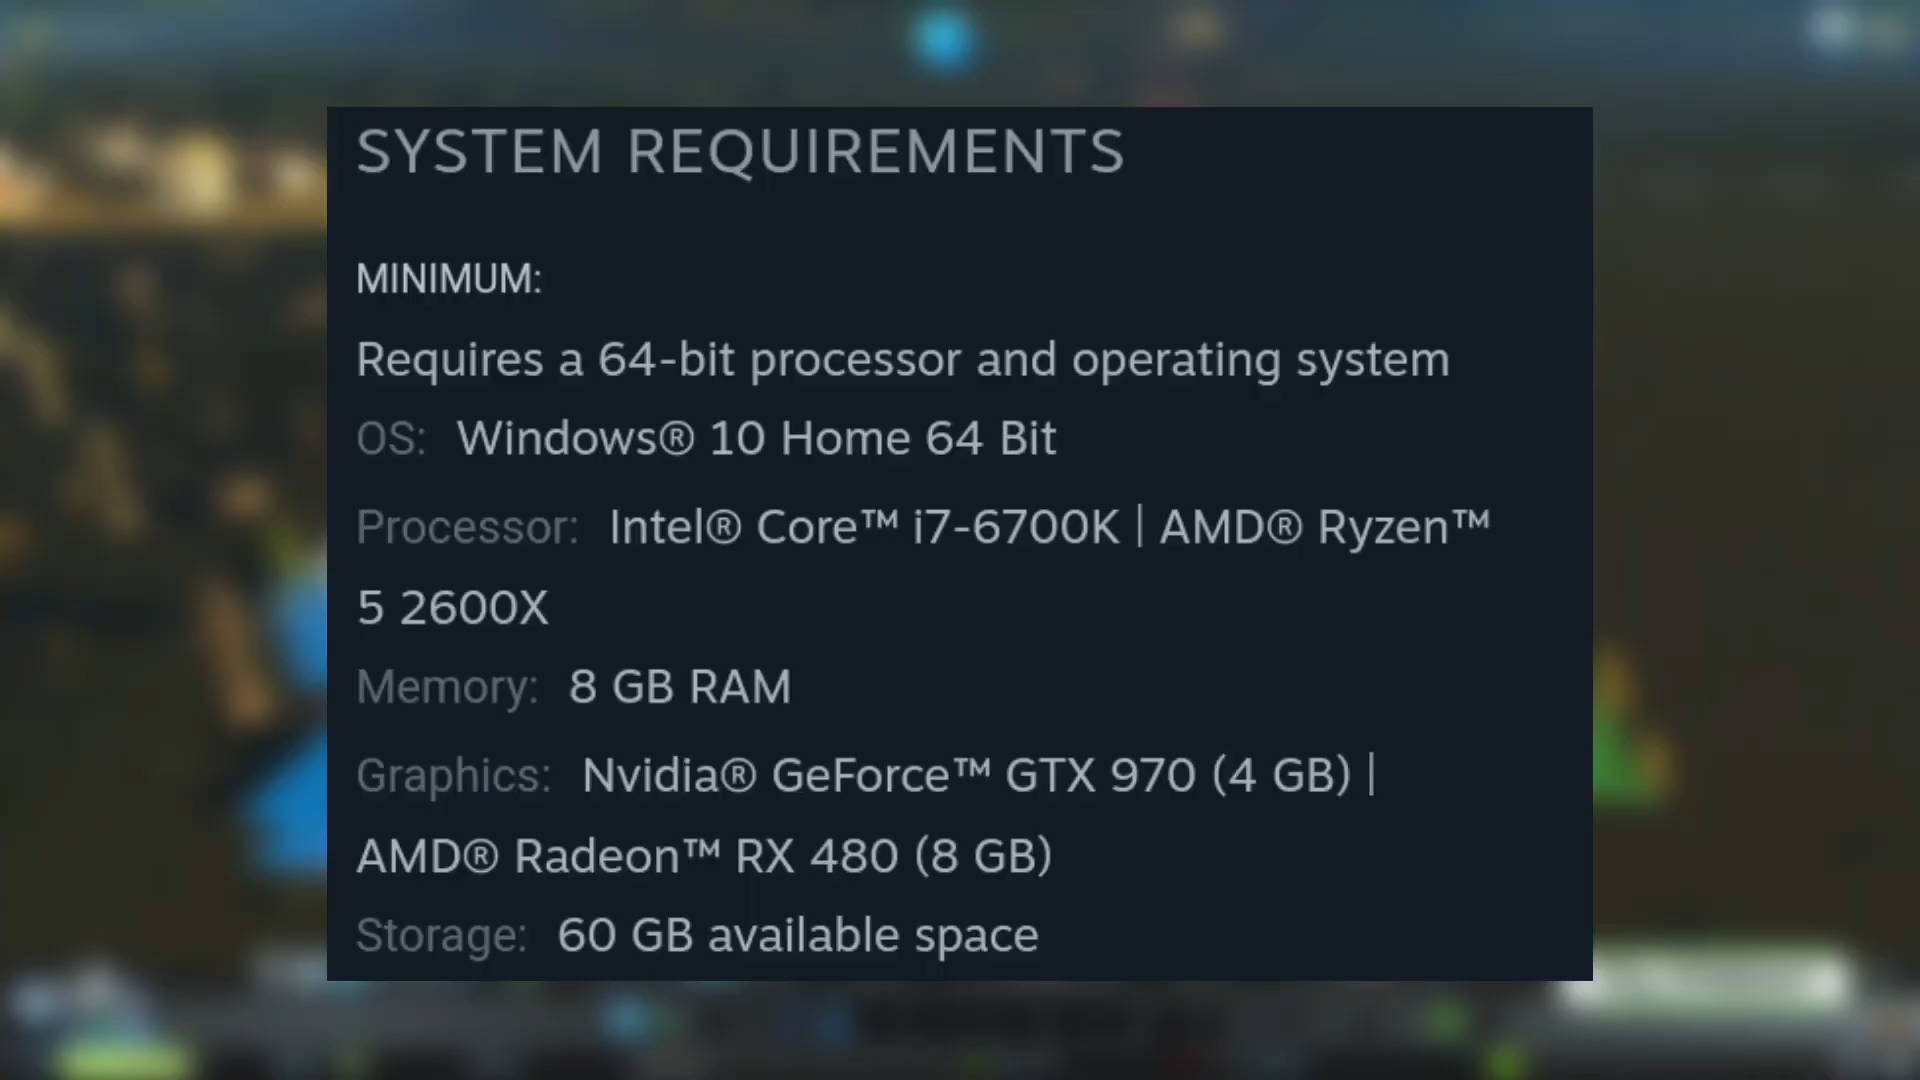 SYSTEM REQUIREMENTS
MINIMUM:
Requires a 64-bit processor and operating system
OS: Windows® 10 Home 64 Bit
Processor: Intel® Core™ i7-6700K | AMD® Ryzen™
5 2600X
Memory: 8 GB RAM
Graphics: Nvidia® GeForce™ GTX 970 (4 GB) |
AMD® Radeon™ RX 480 (8 GB)
Storage: 60 GB available space